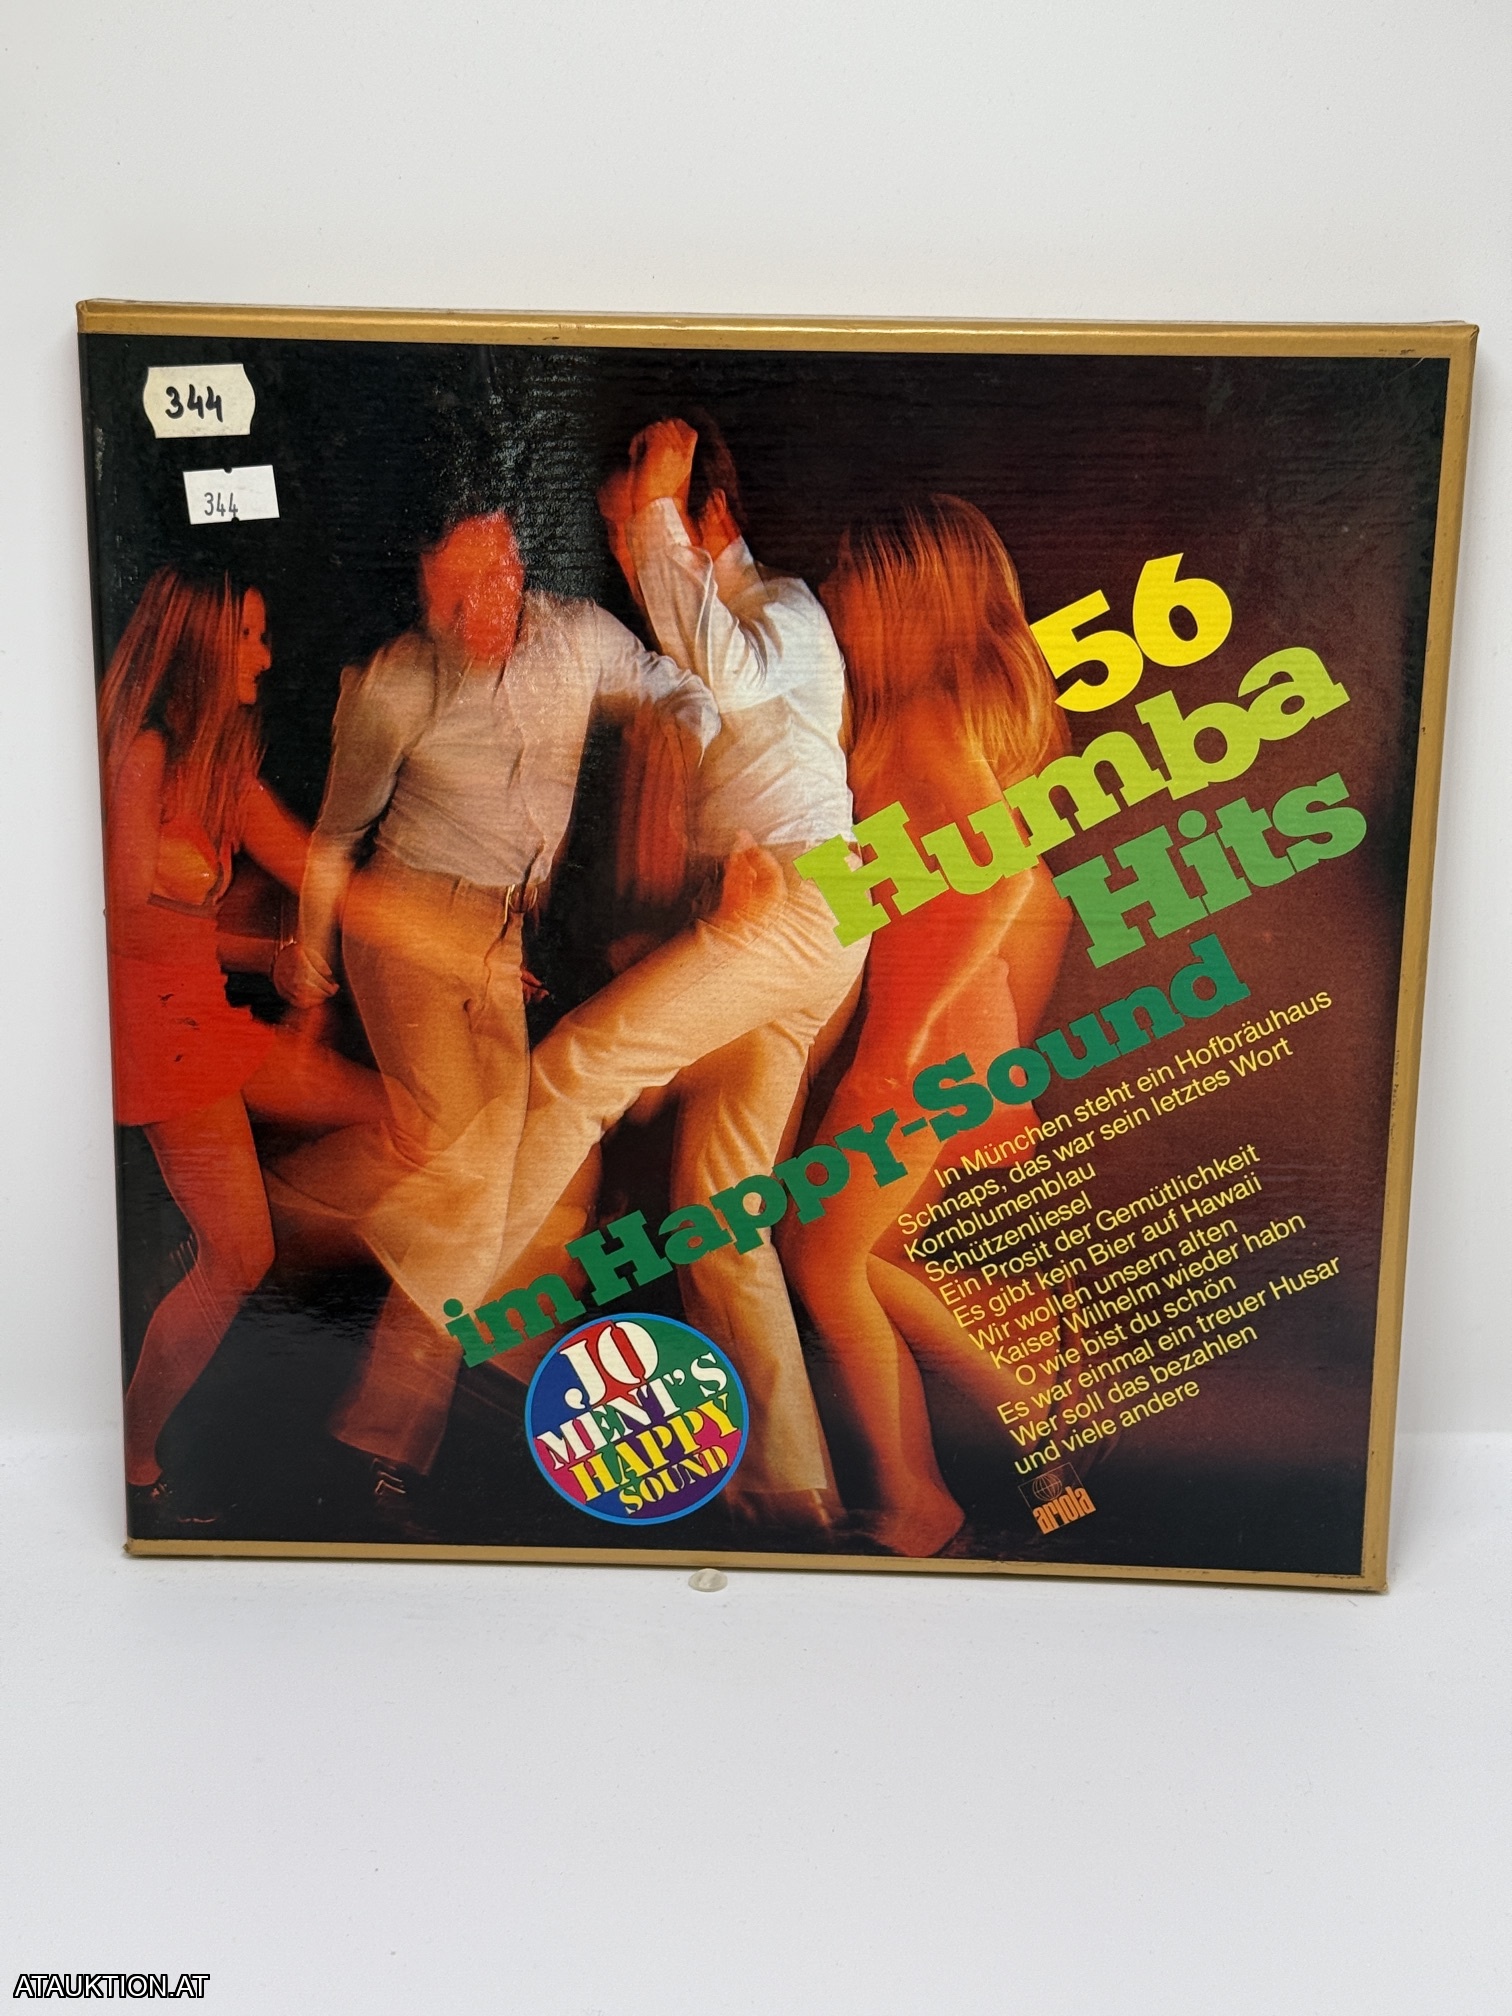 344
344
56
Humba
Hits
im Happy-Sound
In München steht ein Hofbräuhaus
Schnaps, das war sein letztes Wort
Kornblumenblau
Schützenliesel
Ein Prosit der Gemütlichkeit
Es gibt kein Bier auf Hawaii
Wir wollen unsern alten
Kaiser Wilhelm wieder habn
O wie bist du schön
Es war einmal ein treuer Husar
Wer soll das bezahlen
und viele andere
ariola
JO
MENT'S
HAPPY
SOUND
ATAUKTION.AT